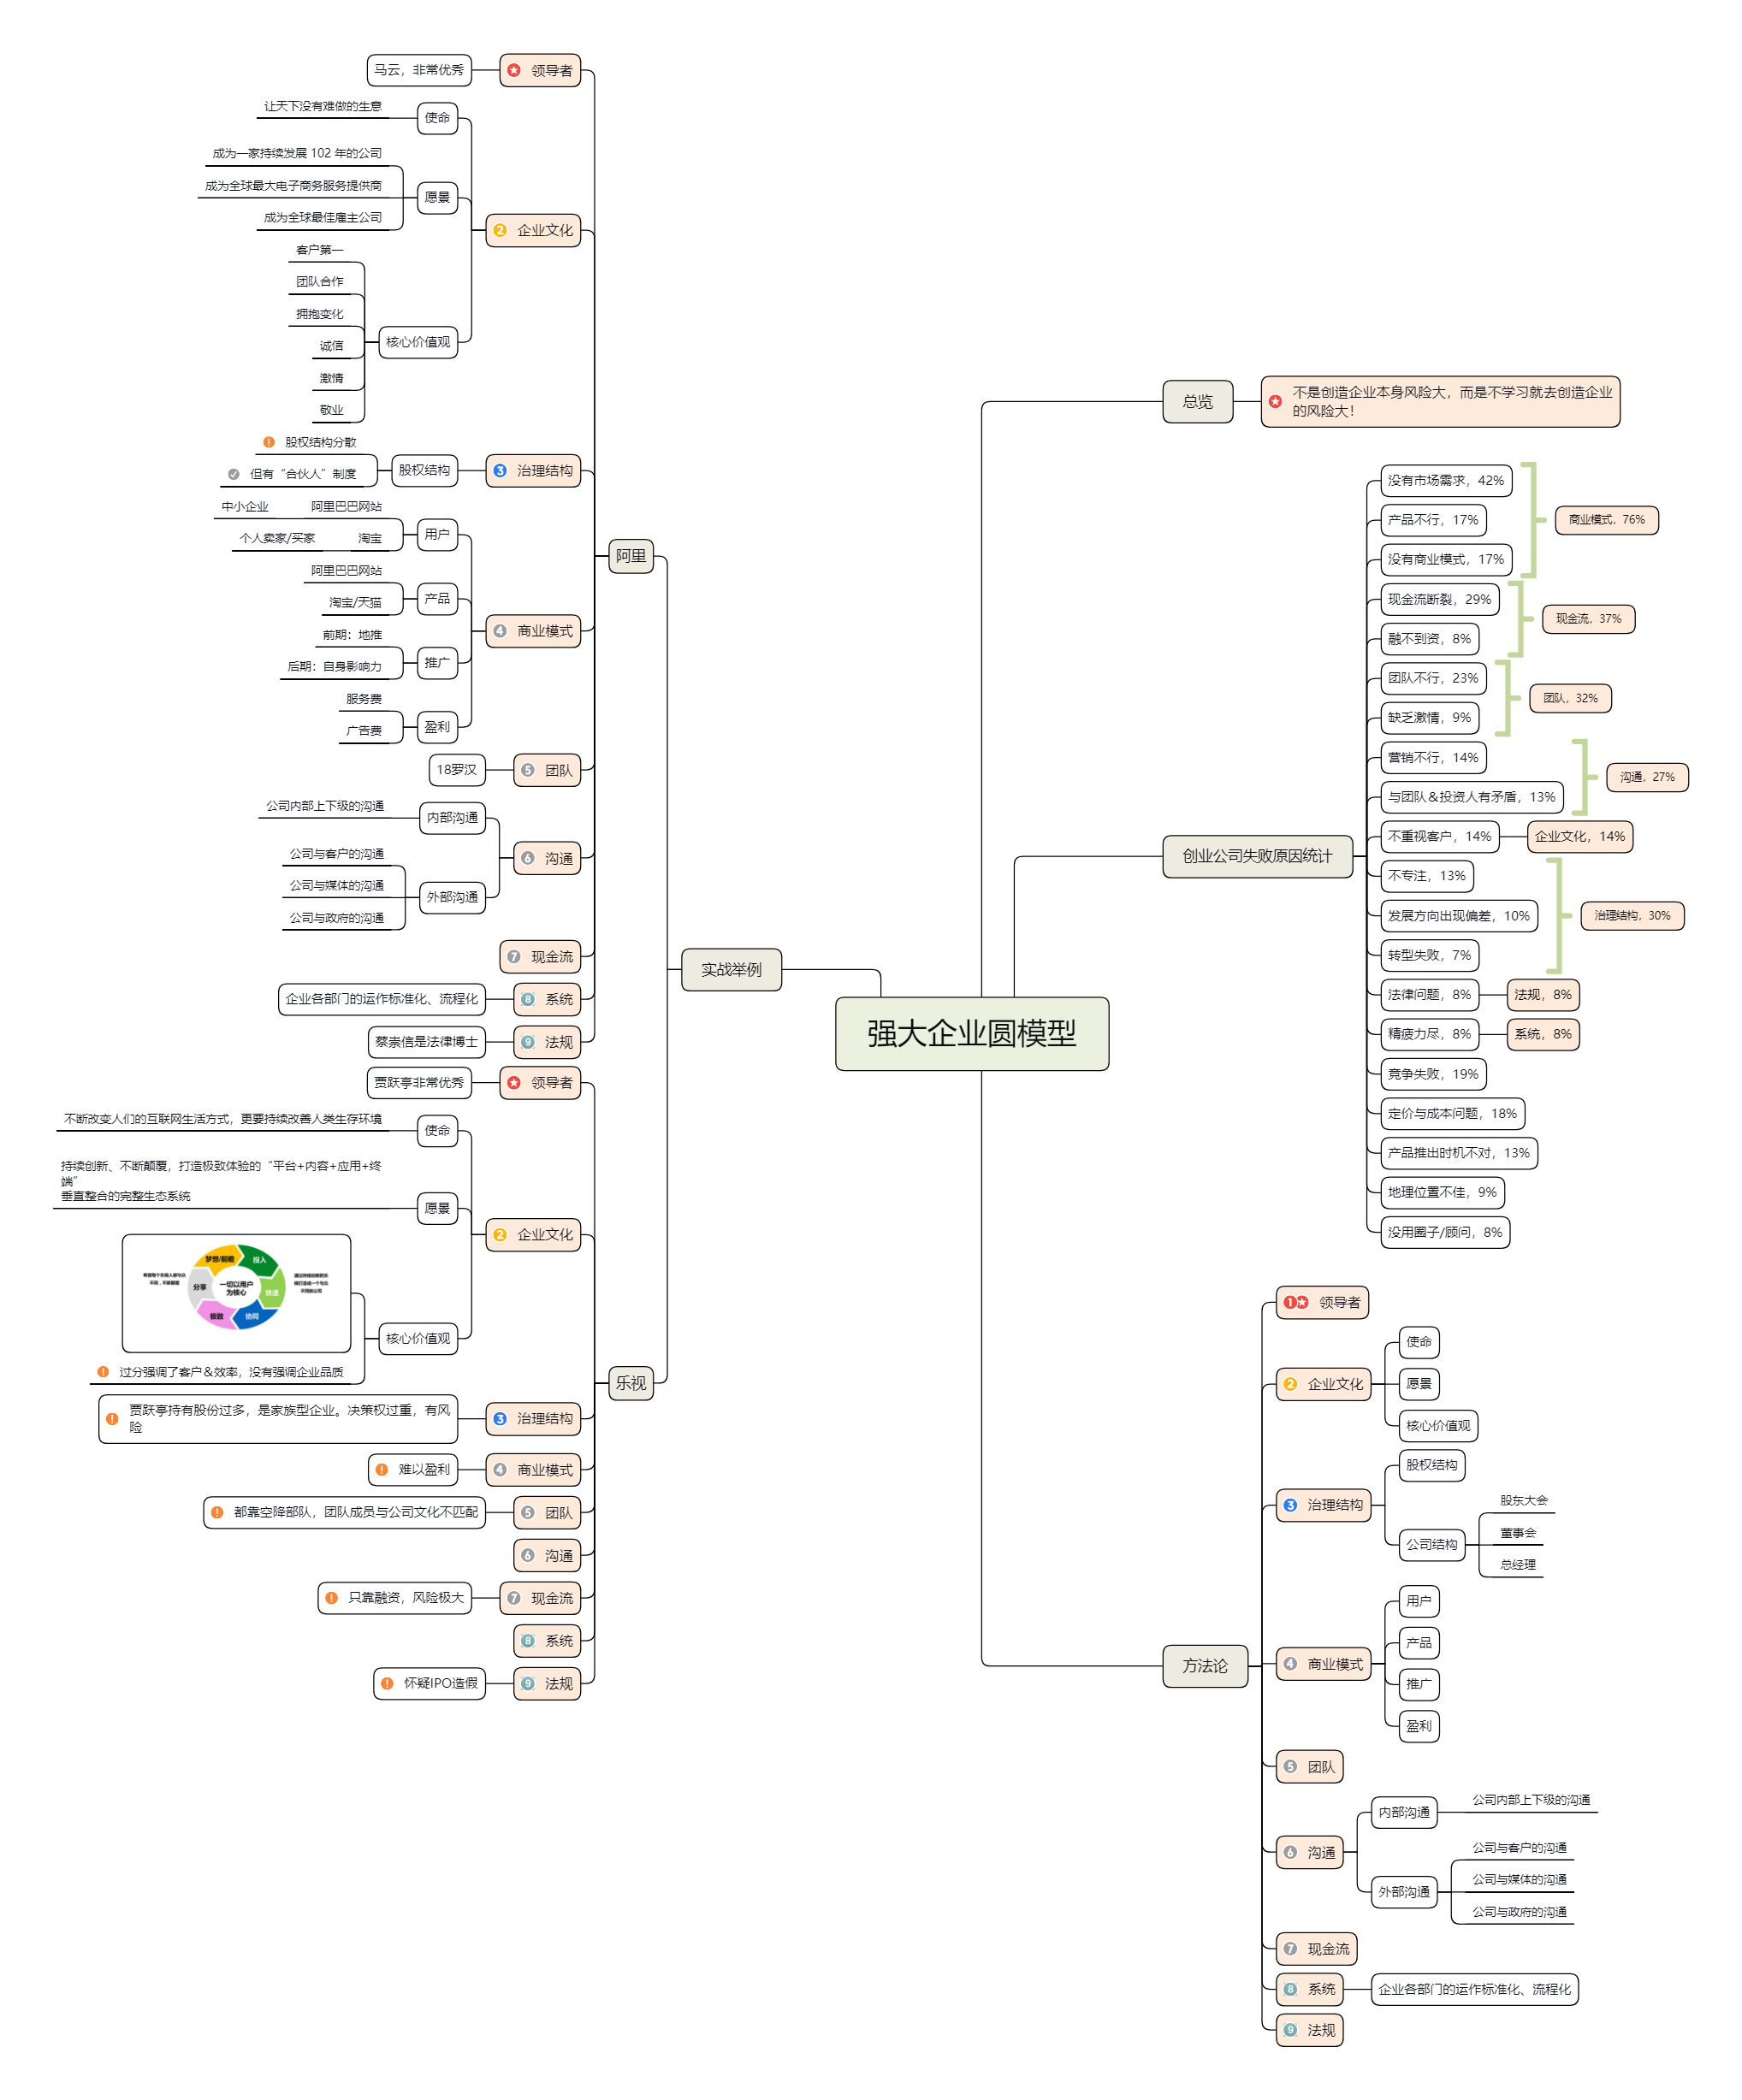 强大企业圆模型
总览
不是创造企业本身风险大，而是不学习就去创造企业
的风险大！
创业公司失败原因统计
没有市场需求，42%
产品不行，17%
没有商业模式，17%
商业模式，76%
现金流断裂，29%
融不到资，8%
现金流，37%
团队不行，23%
缺乏激情，9%
团队，32%
营销不行，14%
与团队＆投资人有矛盾，13%
沟通，27%
不重视客户，14%
企业文化，14%
不专注，13%
发展方向出现偏差，10%
转型失败，7%
治理结构，30%
法律问题，8%
法规，8%
精疲力尽，8%
系统，8%
竞争失败，19%
定价与成本问题，18%
产品推出时机不对，13%
地理位置不佳，9%
没用圈子/顾问，8%
方法论
1 领导者
2 企业文化
使命
愿景
核心价值观
3 治理结构
股权结构
公司结构
股东大会
董事会
总经理
4 商业模式
用户
产品
推广
盈利
5 团队
6 沟通
内部沟通
公司内部上下级的沟通
外部沟通
公司与客户的沟通
公司与媒体的沟通
公司与政府的沟通
7 现金流
8 系统
企业各部门的运作标准化、流程化
9 法规
实战举例
阿里
领导者
马云，非常优秀
2 企业文化
使命
让天下没有难做的生意
愿景
成为一家持续发展 102 年的公司
成为全球最大电子商务服务提供商
成为全球最佳雇主公司
核心价值观
客户第一
团队合作
拥抱变化
诚信
激情
敬业
3 治理结构
股权结构
股权结构分散
但有“合伙人”制度
4 商业模式
用户
阿里巴巴网站
中小企业
淘宝
个人卖家/买家
产品
阿里巴巴网站
淘宝/天猫
推广
前期：地推
后期：自身影响力
盈利
服务费
广告费
5 团队
18罗汉
6 沟通
内部沟通
公司内部上下级的沟通
外部沟通
公司与客户的沟通
公司与媒体的沟通
公司与政府的沟通
7 现金流
8 系统
企业各部门的运作标准化、流程化
9 法规
蔡崇信是法律博士
乐视
领导者
贾跃亭非常优秀
2 企业文化
使命
不断改变人们的互联网生活方式，更要持续改善人类生存环境
愿景
持续创新、不断颠覆，打造极致体验的“平台+内容+应用+终
端”
垂直整合的完整生态系统
核心价值观
梦想/前瞻
投入
快速
协同
极致
分享
一切以用户
为核心
过分强调了客户＆效率，没有强调企业品质
3 治理结构
贾跃亭持有股份过多，是家族型企业。决策权过重，有风
险
4 商业模式
难以盈利
5 团队
都靠空降部队，团队成员与公司文化不匹配
6 沟通
7 现金流
只靠融资，风险极大
8 系统
9 法规
怀疑IPO造假